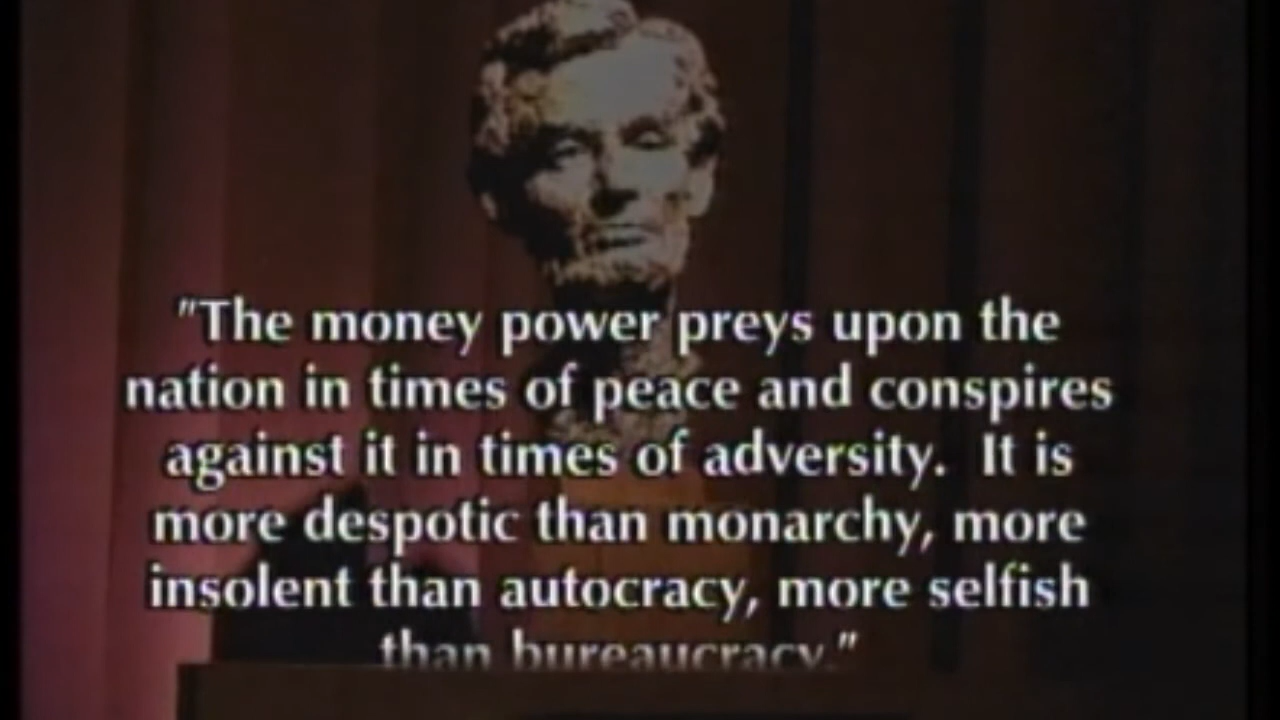 "The money power preys upon the
nation in times of peace and conspires
against it in times of adversity.  It is
more despotic than monarchy, more
insolent than autocracy, more selfish
than bureaucracy."